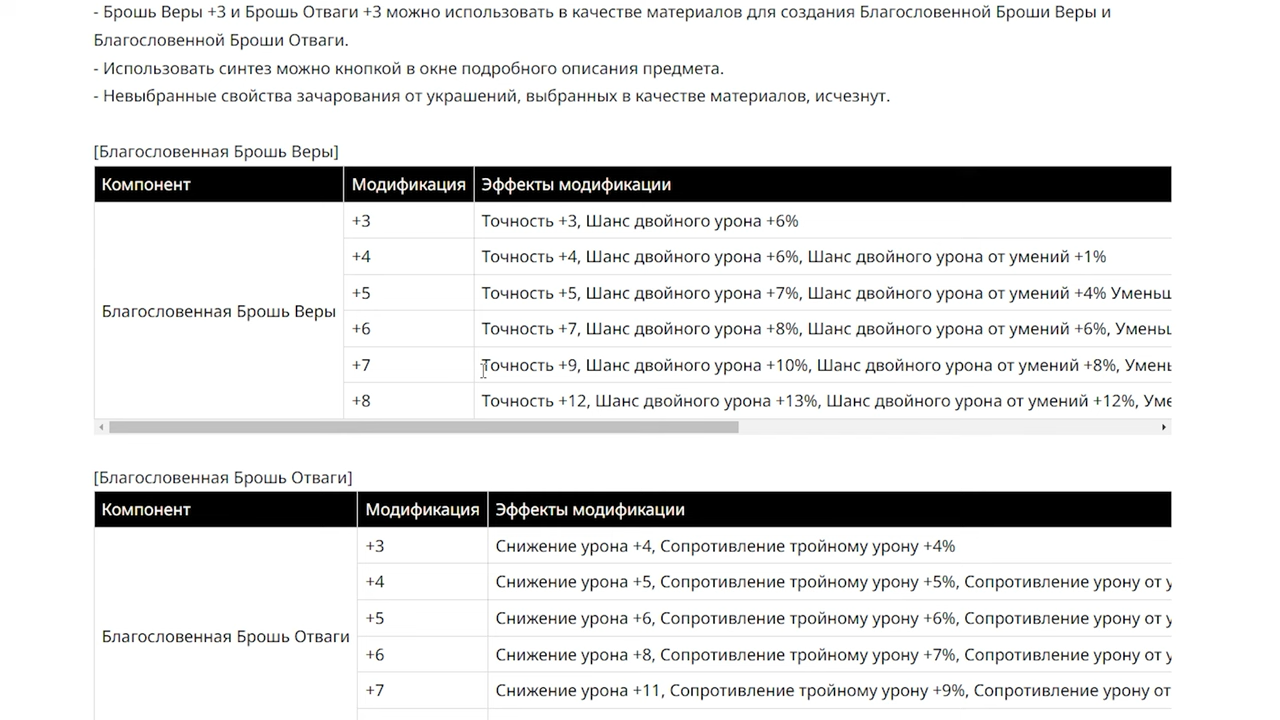 - Брошь Веры +3 и Брошь Отваги +3 можно использовать в качестве материалов для создания Благословенной Броши Веры и
Благословенной Броши Отваги.
- Использовать синтез можно кнопкой в окне подробного описания предмета.
- Невыбранные свойства зачарования от украшений, выбранных в качестве материалов, исчезнут.
[Благословенная Брошь Веры]
Компонент Модификация Эффекты модификации
+3 Точность +3, Шанс двойного урона +6%
+4 Точность +4, Шанс двойного урона +6%, Шанс двойного урона от умений +1%
+5 Точность +5, Шанс двойного урона +7%, Шанс двойного урона от умений +4%
Благословенная Брошь Веры
+6 Точность +7, Шанс двойного урона +8%, Шанс двойного урона от умений +6%,
+7 Точность +9, Шанс двойного урона +10%, Шанс двойного урона от умений +8%,
+8 Точность +12, Шанс двойного урона +13%, Шанс двойного урона от умений +12%,
[Благословенная Брошь Отваги]
Компонент Модификация Эффекты модификации
+3 Снижение урона +4, Сопротивление тройному урону +4%
+4 Снижение урона +5, Сопротивление тройному урону +5%, Сопротивление урону от
+5 Снижение урона +6, Сопротивление тройному урону +6%, Сопротивление урону от
Благословенная Брошь Отваги
+6 Снижение урона +8, Сопротивление тройному урону +7%, Сопротивление урону от
+7 Снижение урона +11, Сопротивление тройному урону +9%, Сопротивление урону от